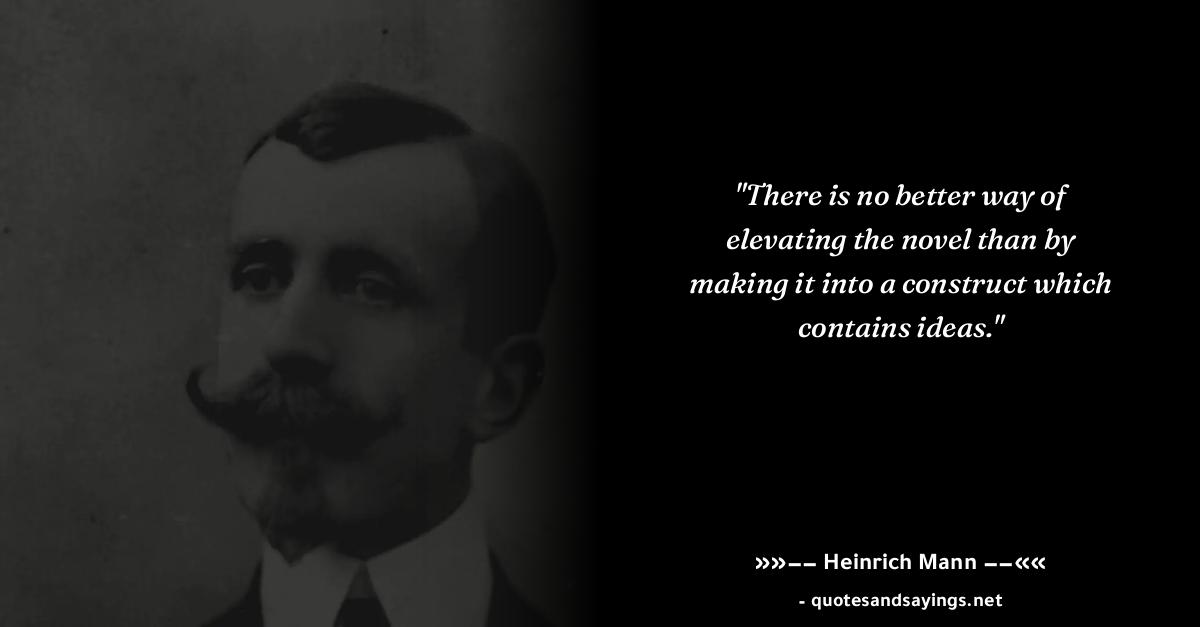 "There is no better way of
elevating the novel than by
making it into a construct which
contains ideas."
»»–– Heinrich Mann ––««
- quotesandsayings.net